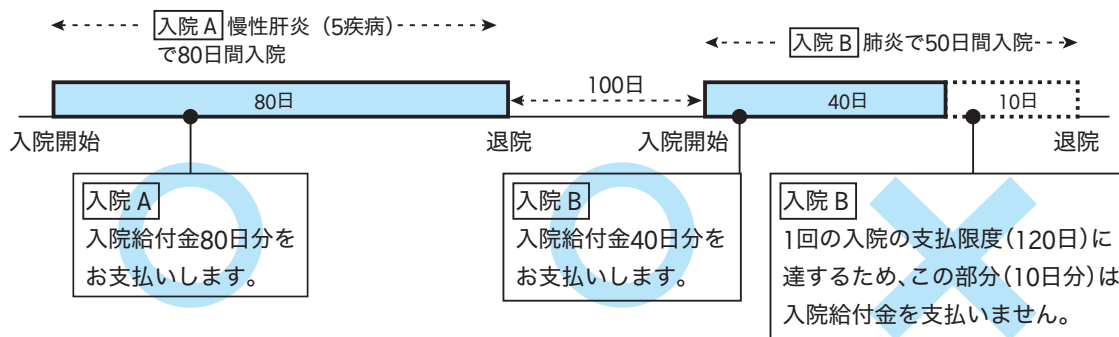 入院 A 慢性肝炎（5疾病）
で80日間入院
入院 B 肺炎で50日間入院
80日
100日
40日
10日
入院開始
退院
入院開始
退院
入院 A
入院給付金80日分を
お支払いします。
入院 B
入院給付金40日分を
お支払いします。
入院 B
1回の入院の支払限度（120日）に
達するため、この部分（10日分）は
入院給付金を支払いません。